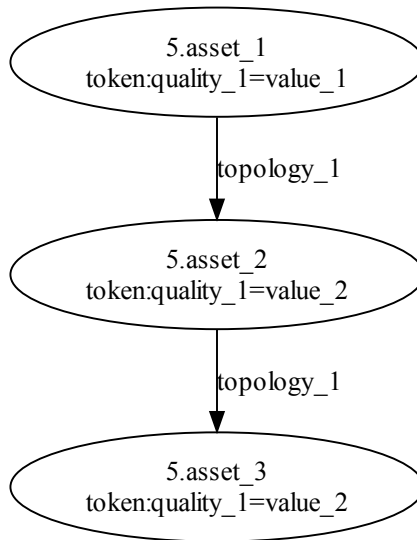 5.asset_1
token:quality_1=value_1
topology_1
5.asset_2
token:quality_1=value_2
topology_1
5.asset_3
token:quality_1=value_2